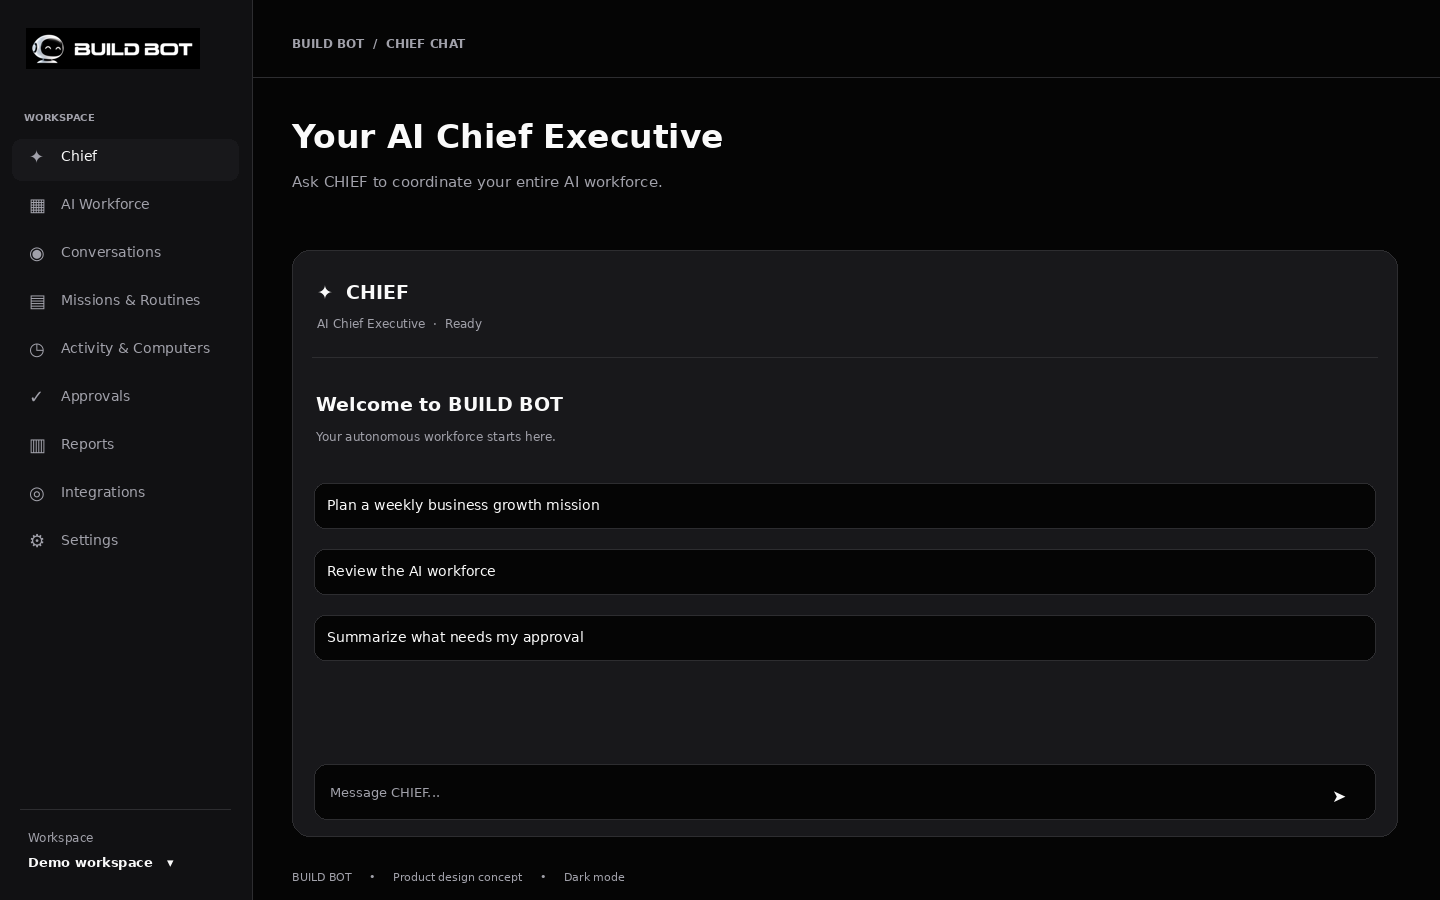 BUILD BOT
WORKSPACE
Chief
AI Workforce
Conversations
Missions & Routines
Activity & Computers
Approvals
Reports
Integrations
Settings
Workspace
Demo workspace
BUILD BOT / CHIEF CHAT
Your AI Chief Executive
Ask CHIEF to coordinate your entire AI workforce.
CHIEF
AI Chief Executive · Ready
Welcome to BUILD BOT
Your autonomous workforce starts here.
Plan a weekly business growth mission
Review the AI workforce
Summarize what needs my approval
Message CHIEF...
BUILD BOT • Product design concept • Dark mode